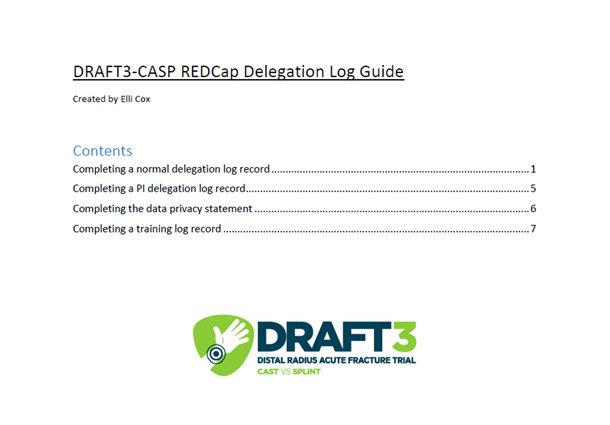 DRAFT3-CASP REDCap Delegation Log Guide
Created by Elli Cox
Contents
Completing a normal delegation log record ........................................................................................... 1
Completing a PI delegation log record.................................................................................................... 5
Completing the data privacy statement ................................................................................................. 6
Completing a training log record ............................................................................................................ 7
DRAFT3
DISTAL RADIUS ACUTE FRACTURE TRIAL
CAST VS SPLINT